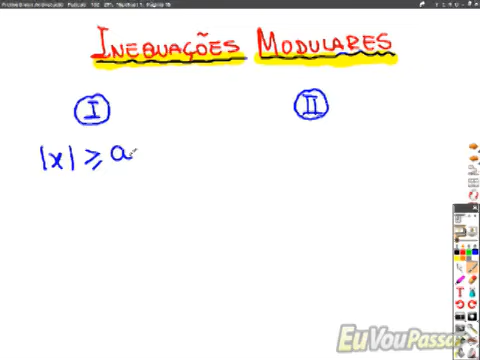 INEQUAÇÕES MODULARES
I
II
|x| ≥ a
EuVouPassar